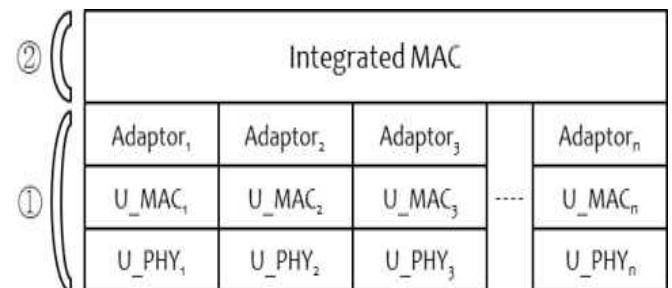 ② Integrated MAC
Adaptor₁ Adaptor₂ Adaptor₃ Adaptorₙ
① U_MAC₁ U_MAC₂ U_MAC₃ ---- U_MACₙ
U_PHY₁ U_PHY₂ U_PHY₃ U_PHYₙ